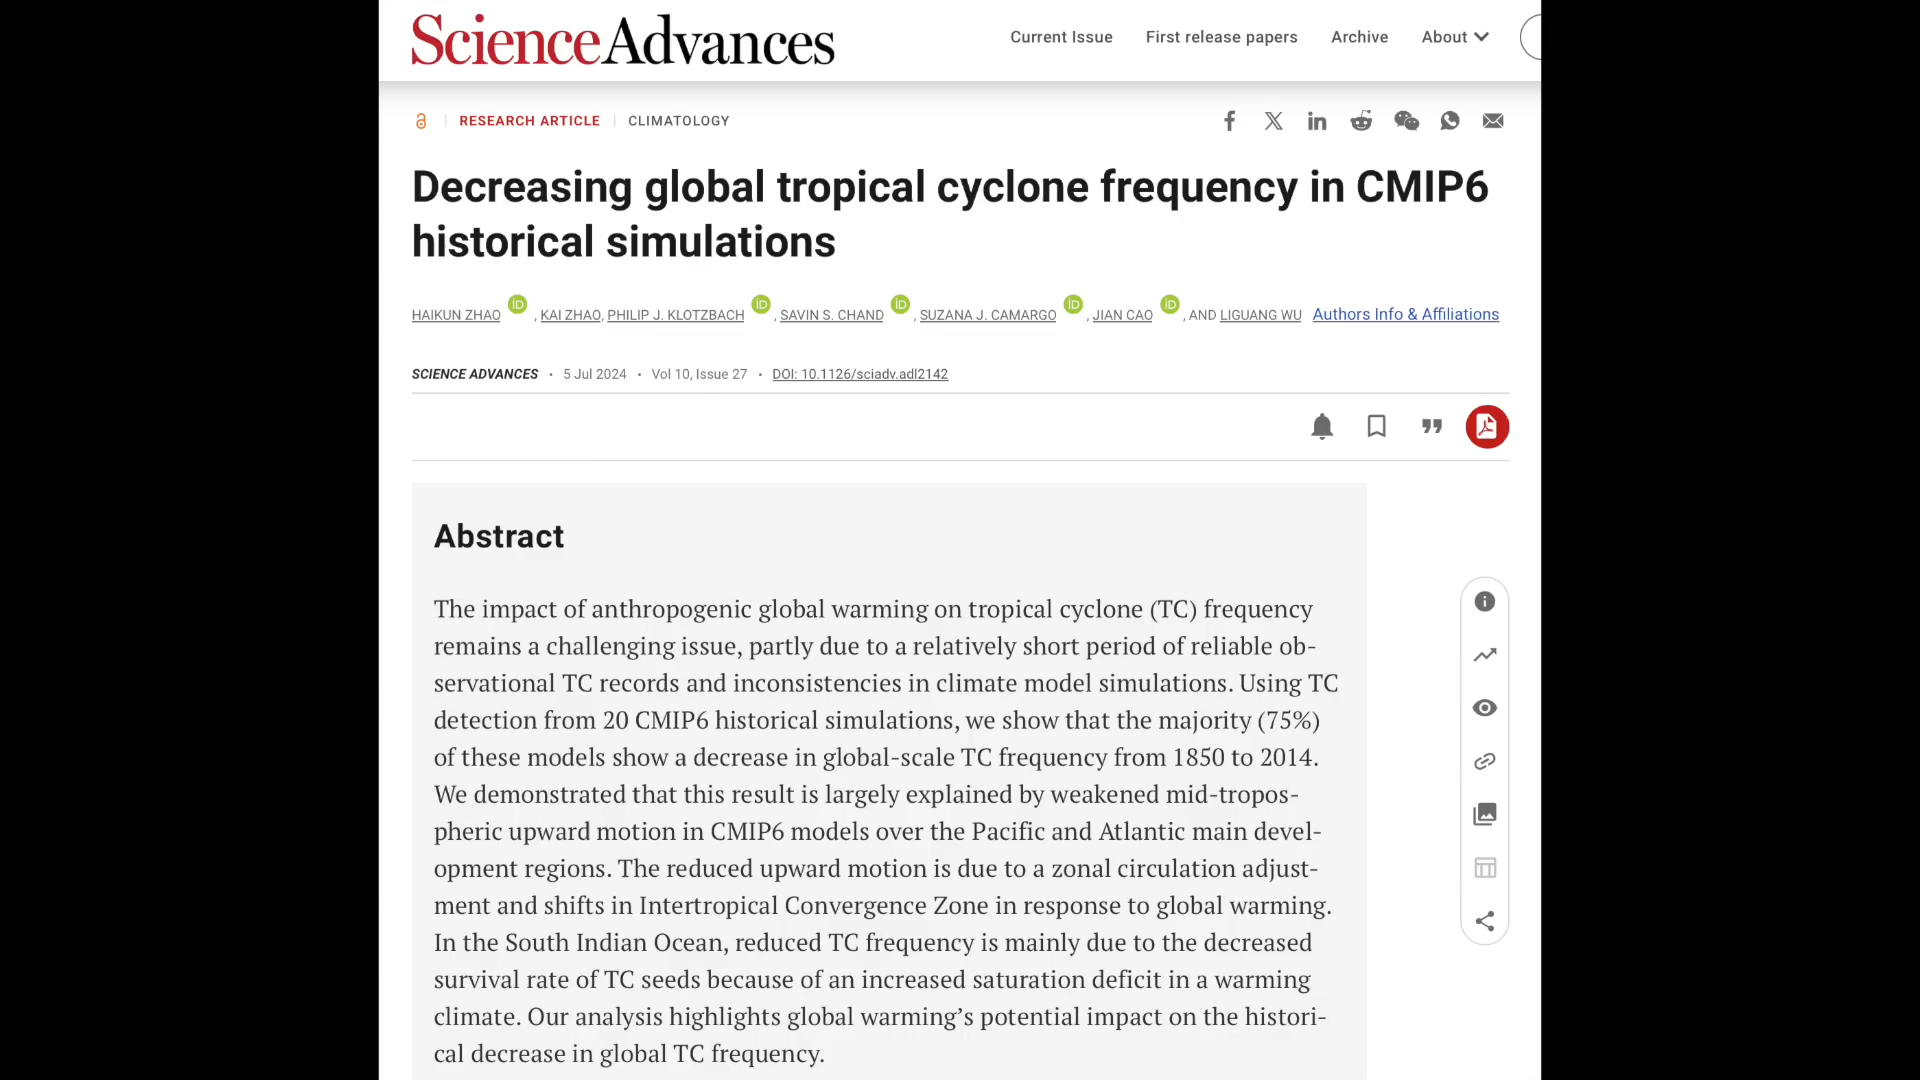 ScienceAdvances
Current Issue First release papers Archive About
RESEARCH ARTICLE | CLIMATOLOGY
Decreasing global tropical cyclone frequency in CMIP6
historical simulations
HAIKUN ZHAO iD , KAI ZHAO, PHILIP J. KLOTZBACH iD , SAVIN S. CHAND iD , SUZANA J. CAMARGO iD , JIAN CAO iD , AND LIGUANG WU Authors Info & Affiliations
SCIENCE ADVANCES • 5 Jul 2024 • Vol 10, Issue 27 • DOI: 10.1126/sciadv.adl2142
Abstract
The impact of anthropogenic global warming on tropical cyclone (TC) frequency
remains a challenging issue, partly due to a relatively short period of reliable ob-
servational TC records and inconsistencies in climate model simulations. Using TC
detection from 20 CMIP6 historical simulations, we show that the majority (75%)
of these models show a decrease in global-scale TC frequency from 1850 to 2014.
We demonstrated that this result is largely explained by weakened mid-tropos-
pheric upward motion in CMIP6 models over the Pacific and Atlantic main devel-
opment regions. The reduced upward motion is due to a zonal circulation adjust-
ment and shifts in Intertropical Convergence Zone in response to global warming.
In the South Indian Ocean, reduced TC frequency is mainly due to the decreased
survival rate of TC seeds because of an increased saturation deficit in a warming
climate. Our analysis highlights global warming’s potential impact on the histori-
cal decrease in global TC frequency.